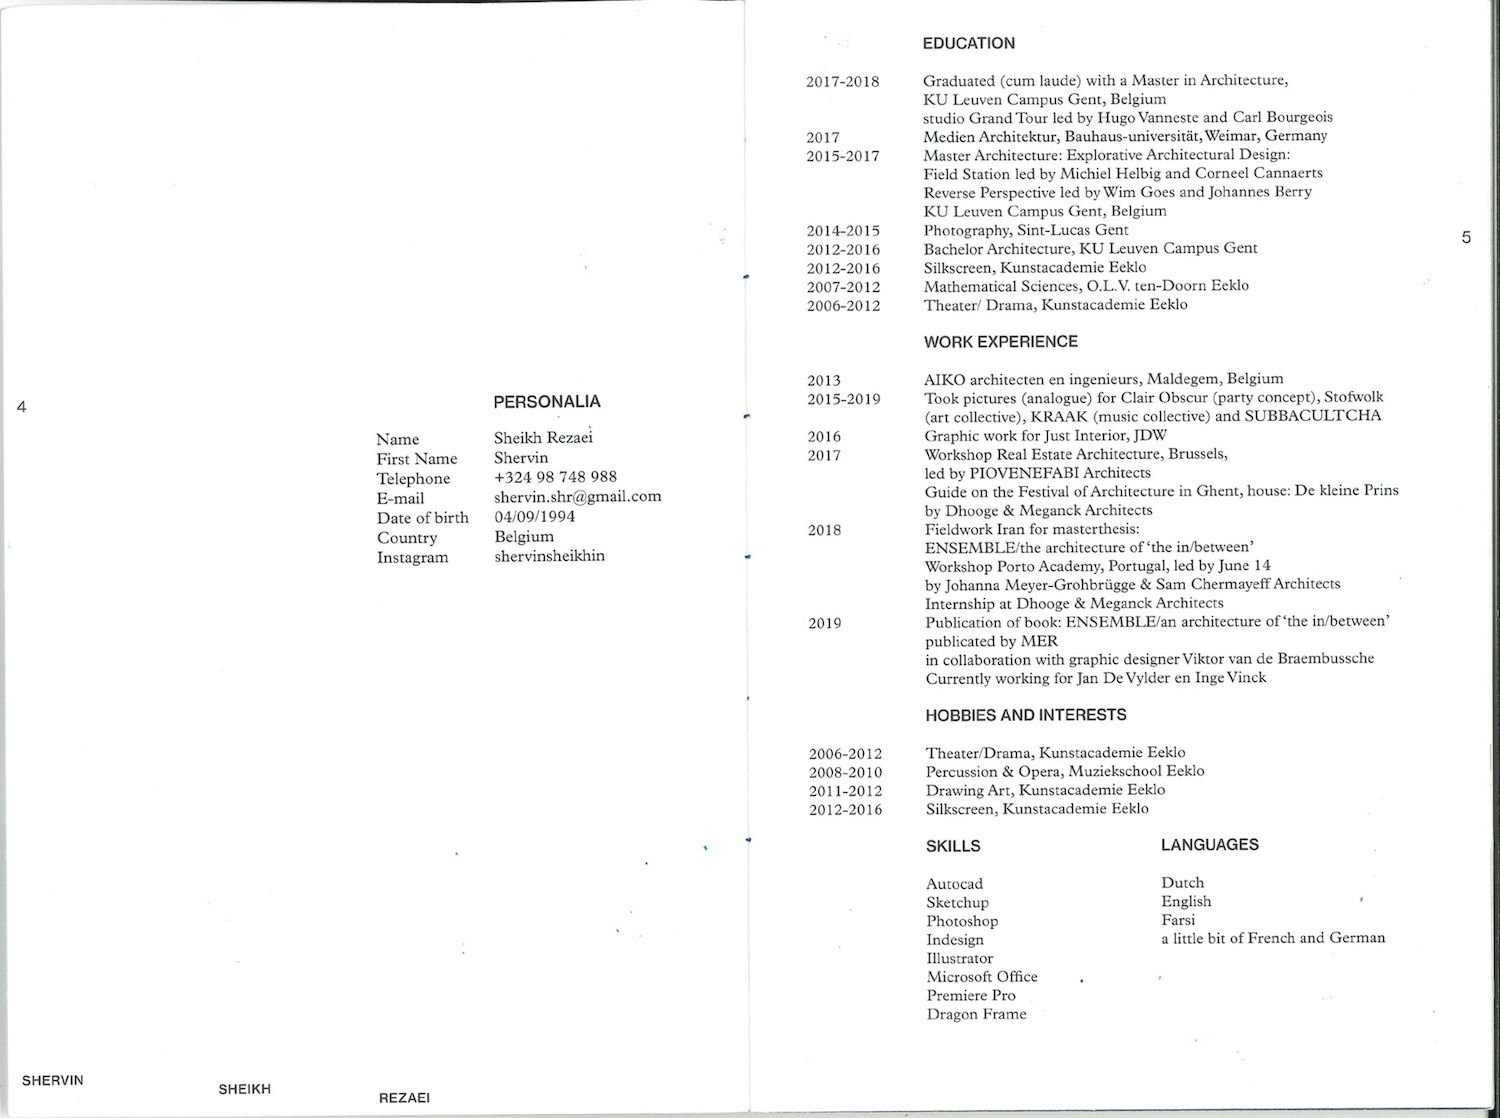 4
PERSONALIA
Name Sheikh Rezaei
First Name Shervin
Telephone +324 98 748 988
E-mail shervin.shr@gmail.com
Date of birth 04/09/1994
Country Belgium
Instagram shervinsheikhin
SHERVIN
SHEIKH
REZAEI
EDUCATION
2017-2018 Graduated (cum laude) with a Master in Architecture,
KU Leuven Campus Gent, Belgium
studio Grand Tour led by Hugo Vanneste and Carl Bourgeois
2017 Medien Architektur, Bauhaus-universität, Weimar, Germany
2015-2017 Master Architecture: Explorative Architectural Design:
Field Station led by Michiel Helbig and Corneel Cannaerts
Reverse Perspective led by Wim Goes and Johannes Berry
KU Leuven Campus Gent, Belgium
2014-2015 Photography, Sint-Lucas Gent
5
2012-2016 Bachelor Architecture, KU Leuven Campus Gent
2012-2016 Silkscreen, Kunstacademie Eeklo
2007-2012 Mathematical Sciences, O.L.V. ten-Doorn Eeklo
2006-2012 Theater/ Drama, Kunstacademie Eeklo
WORK EXPERIENCE
2013 AIKO architecten en ingenieurs, Maldegem, Belgium
2015-2019 Took pictures (analogue) for Clair Obscur (party concept), Stofwolk
(art collective), KRAAK (music collective) and SUBBACULTCHA
2016 Graphic work for Just Interior, JDW
2017 Workshop Real Estate Architecture, Brussels,
led by PIOVENEFABI Architects
Guide on the Festival of Architecture in Ghent, house: De kleine Prins
by Dhooge & Meganck Architects
2018 Fieldwork Iran for masterthesis:
ENSEMBLE/the architecture of 'the in/between'
Workshop Porto Academy, Portugal, led by June 14
by Johanna Meyer-Grohbrügge & Sam Chermayeff Architects
Internship at Dhooge & Meganck Architects
2019 Publication of book: ENSEMBLE/an architecture of 'the in/between'
publicated by MER
in collaboration with graphic designer Viktor van de Braembussche
Currently working for Jan De Vylder en Inge Vinck
HOBBIES AND INTERESTS
2006-2012 Theater/Drama, Kunstacademie Eeklo
2008-2010 Percussion & Opera, Muziekschool Eeklo
2011-2012 Drawing Art, Kunstacademie Eeklo
2012-2016 Silkscreen, Kunstacademie Eeklo
SKILLS
Autocad
Sketchup
Photoshop
Indesign
Illustrator
Microsoft Office
Premiere Pro
Dragon Frame
LANGUAGES
Dutch
English
Farsi
a little bit of French and German